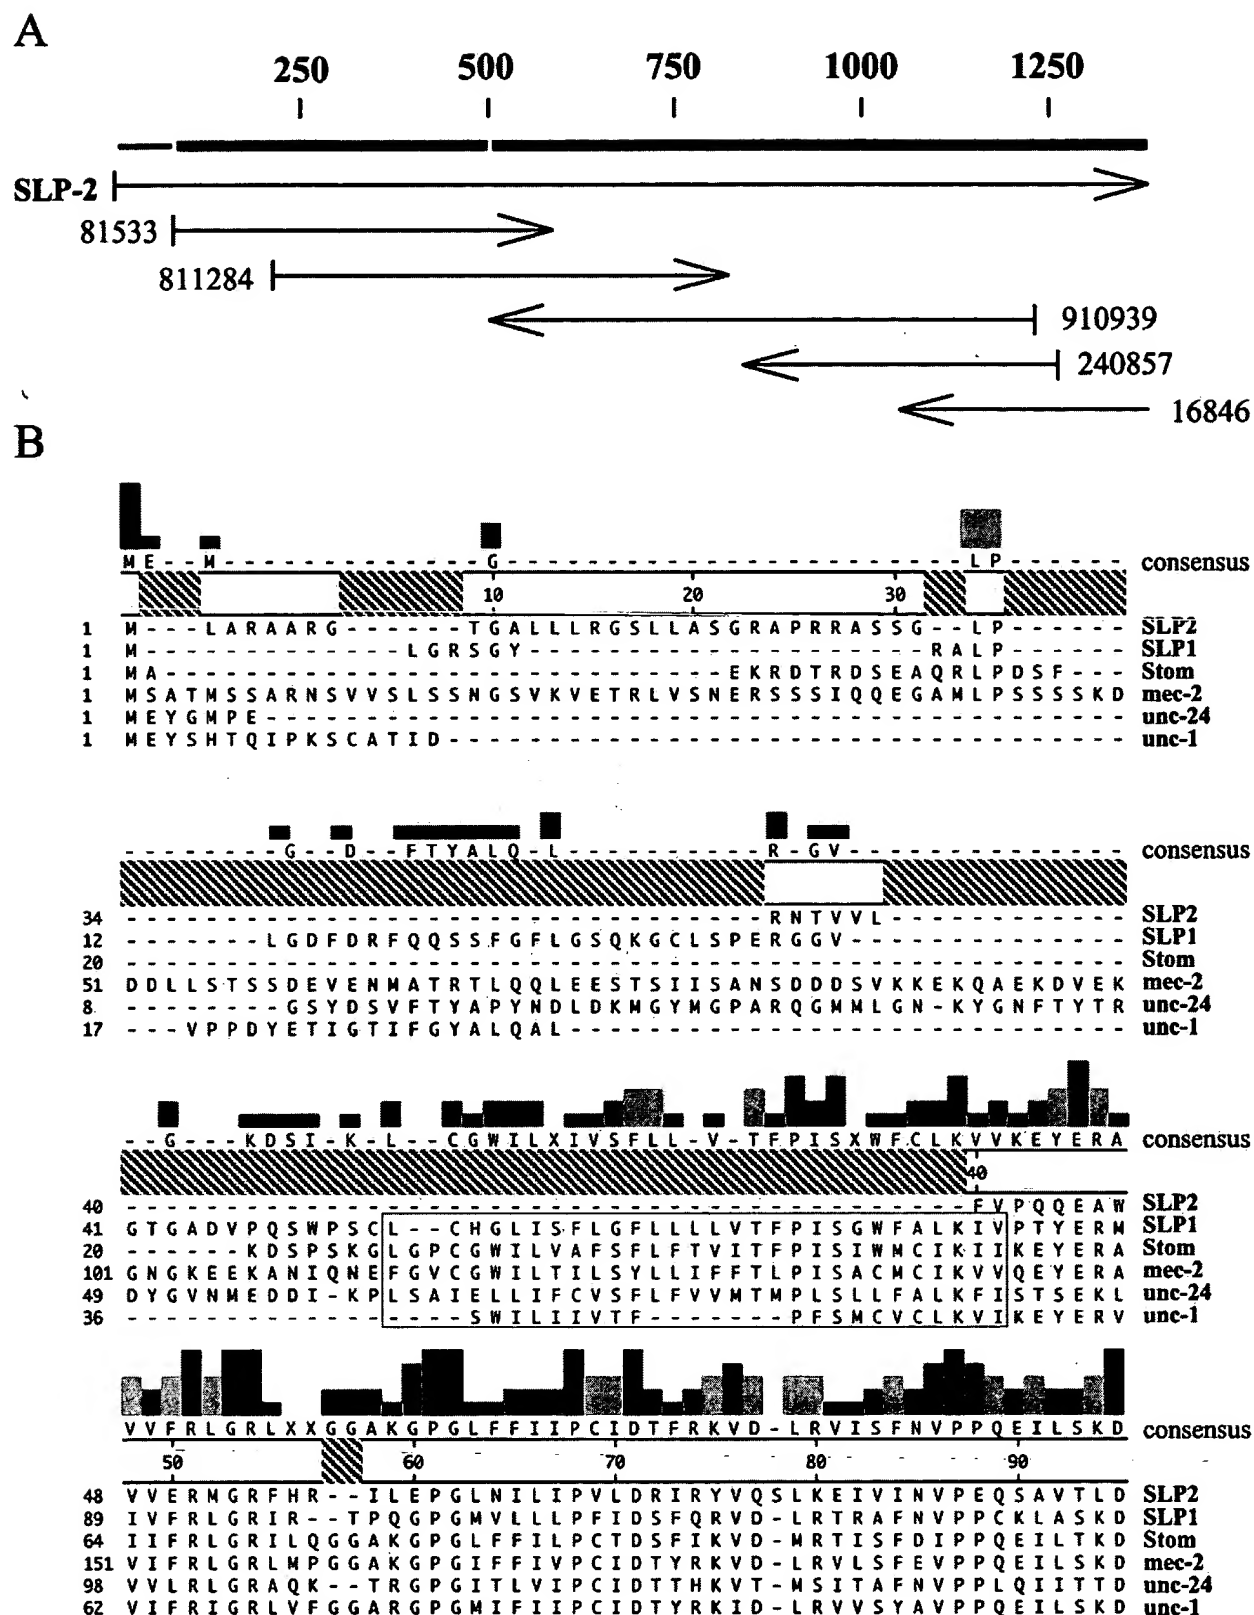 A
250 500 750 1000 1250
SLP-2
81533
811284
910939
240857
16846
B
M E - - M - - - - - - - - - - - - - G - - - - - - - - - - - - - - - - - - - - - - - L P - - - - - - consensus
10 20 30
1 M - - - L A R A A R G - - - - - - T G A L L L R G S L L A S G R A P R R A S S G - - L P - - - - - - SLP2
1 M - - - - - - - - - - - - - L G R S G Y - - - - - - - - - - - - - - - - - - - - R A L P - - - - - - SLP1
1 M A - - - - - - - - - - - - - - - - - - - - - - - - - - - - E K R D T R D S E A Q R L P D S F - - - Stom
1 M S A T M S S A R N S V V S L S S N G S V K V E T R L V S N E R S S S I Q Q E G A M L P S S S S K D mec-2
1 M E Y G M P E - - - - - - - - - - - - - - - - - - - - - - - - - - - - - - - - - - - - - - - - - - - unc-24
1 M E Y S H T Q I P K S C A T I D - - - - - - - - - - - - - - - - - - - - - - - - - - - - - - - - - - unc-1
- - - - - - - - G - - D - - F T Y A L Q - L - - - - - - - - - - R - G V - - - - - - - - - - - - - - consensus
34 - - - - - - - - - - - - - - - - - - - - - - - - - - - - - - - - R N T V V L - - - - - - - - - - - - SLP2
12 - - - - - - - L G D F D R F Q Q S S F G F L G S Q K G C L S P E R G G V - - - - - - - - - - - - - - SLP1
20 - - - - - - - - - - - - - - - - - - - - - - - - - - - - - - - - - - - - - - - - - - - - - - - - - - Stom
51 D D L L S T S S D E V E N M A T R T L Q Q L E E S T S I I S A N S D D D S V K K E K Q A E K D V E K mec-2
8 - - - - - - - - G S Y D S V F T Y A P Y N D L D K M G Y M G P A R Q G M M L G N - K Y G N F T Y T R unc-24
17 - - - V P P D Y E T I G T I F G Y A L Q A L - - - - - - - - - - - - - - - - - - - - - - - - - - - - unc-1
- - G - - - K D S I - K - L - - C G W I L X I V S F L L - V - T F P I S X W F C L K V V K E Y E R A consensus
40
40 - - - - - - - - - - - - - - - - - - - - - - - - - - - - - - - - - - - - - - - - - - F V P Q Q E A W SLP2
41 G T G A D V P Q S W P S C L - - C H G L I S F L G F L L L L V T F P I S G W F A L K I V P T Y E R M SLP1
20 - - - - - - K D S P S K G L G P C G W I L V A F S F L F T V I T F P I S I W M C I K I I K E Y E R A Stom
101 G N G K E E K A N I Q N E F G V C G W I L T I L S Y L L I F F T L P I S A C M C I K V V Q E Y E R A mec-2
49 D Y G V N M E D D I - K P L S A I E L L I F C V S F L F V V M T M P L S L L F A L K F I S T S E K L unc-24
36 - - - - - - - - - - - - - - - - - S W I L I I V T F - - - - - - - P F S M C V C L K V I K E Y E R V unc-1
V V F R L G R L X X G G A K G P G L F F I I P C I D T F R K V D - L R V I S F N V P P Q E I L S K D consensus
50 60 70 80 90
48 V V E R M G R F H R - - I L E P G L N I L I P V L D R I R Y V Q S L K E I V I N V P E Q S A V T L D SLP2
89 I V F R L G R I R - - T P Q G P G M V L L L P F I D S F Q R V D - L R T R A F N V P P C K L A S K D SLP1
64 I I F R L G R I L Q G G A K G P G L F F I L P C T D S F I K V D - M R T I S F D I P P Q E I L T K D Stom
151 V I F R L G R L M P G G A K G P G I F F I V P C I D T Y R K V D - L R V L S F E V P P Q E I L S K D mec-2
98 V V L R L G R A Q K - - T R G P G I T L V I P C I D T T H K V T - M S I T A F N V P P L Q I I T T D unc-24
62 V I F R I G R L V F G G A R G P G M I F I I P C I D T Y R K I D - L R V V S Y A V P P Q E I L S K D unc-1